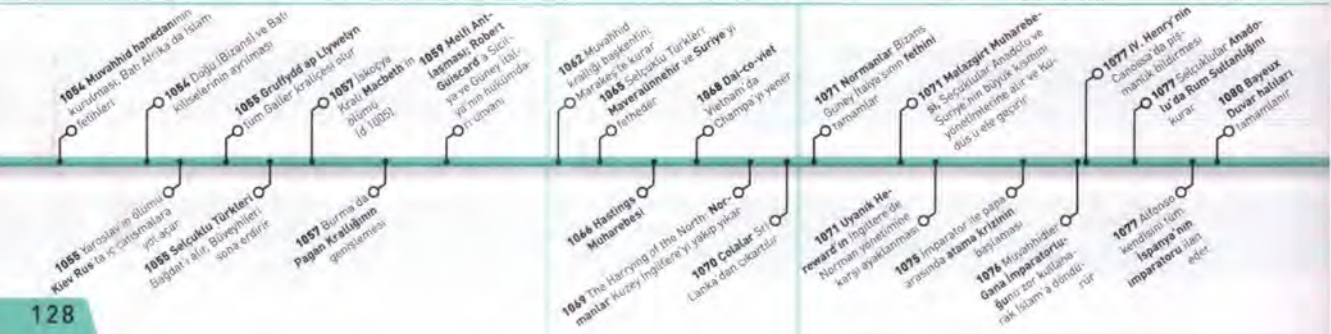 1054 Muvahhid hanedanının
kurulması; Batı Afrika'da İslam
fetihleri
1054 Doğu (Bizans) ve Batı
kiliselerinin ayrılması
1055 Gruffydd ap Llywelyn
tüm Galler kraliçesi olur
1057 İskoçya
Kralı Macbeth'in
ölümü
(d 1005).
1059 Melfi Ant-
laşması; Robert
Guiscard'a Sicil-
ya ve Güney İtal-
ya'nın hükümda-
rı unvanı
1062 Muvahhid
krallığı başkentini
Marakeş'te kurar
1065 Selçuklu Türkleri
Maveraünnehir ve Suriye'yi
fetheder
1068 Dai-co-viet
Vietnam'da
Champa'yı yener
1071 Normanlar Bizans
Güney İtalya'sının fethini
tamamlar
1071 Malazgirt Muharebe-
si, Selçuklular Anadolu ve
Suriye'nin büyük kısmını
yönetimlerine alır ve Ku-
düs'ü ele geçirir
1077 IV. Henry'nin
Canossa'da piş-
manlık bildirmesi
1077 Selçuklular Anado-
lu'da Rum Sultanlığını
kurar
1080 Bayeux
Duvar halıları
tamamlanır
1055 Yaroslav'ın ölümü
Kiev Rus'ta iç çatışmalara
yol açar
1055 Selçuklu Türkleri
Bağdat'ı alır, Büveyhileri
sona erdirir
1057 Burma'da
Pagan Krallığının
genişlemesi
1066 Hastings
Muharebesi
1069 The Harrying of the North: Nor-
manlar Kuzey İngiltere'yi yakıp yıkar
1070 Çolalar Sri
Lanka'dan çıkartılır
1071 Uyanık He-
reward'ın İngiltere'de
Norman yönetimine
karşı ayaklanması
1075 İmparator ile papa
arasında atama krizinin
başlaması
1076 Muvahhidler
Gana İmparatorlu-
ğunu zor kullana-
rak İslam'a döndü-
rür
1077 Alfonso
kendisini tüm
İspanya'nın
imparatoru ilan
eder
128